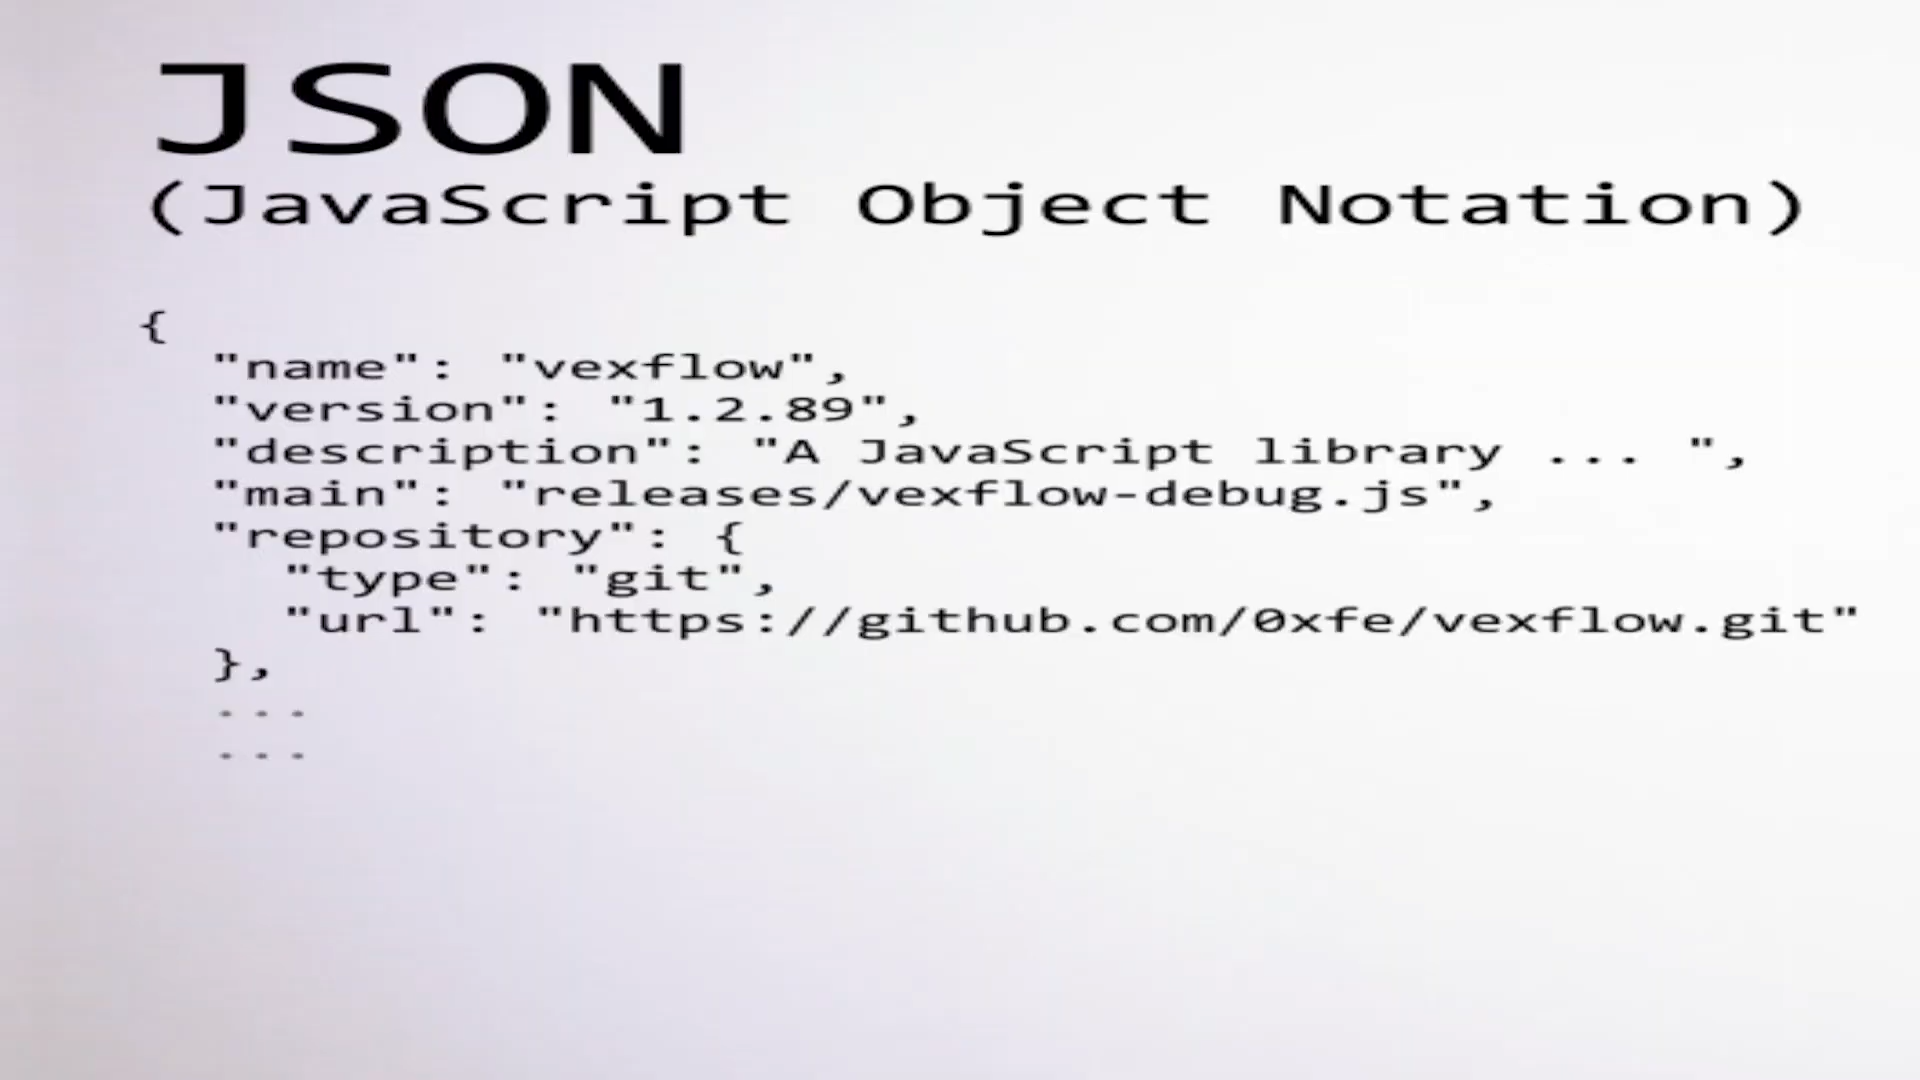 JSON
(JavaScript Object Notation)
{
"name": "vexflow",
"version": "1.2.89",
"description": "A JavaScript library ... ",
"main": "releases/vexflow-debug.js",
"repository": {
"type": "git",
"url": "https://github.com/0xfe/vexflow.git"
},
...
...